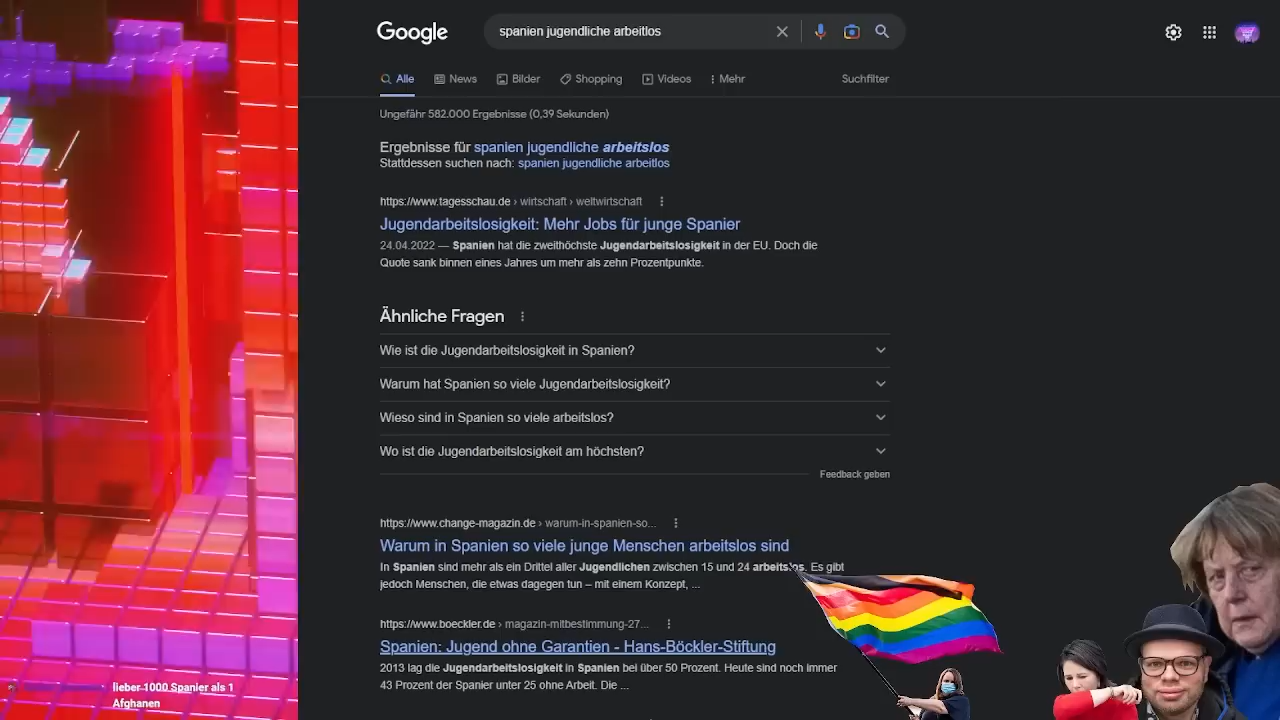 Google
spanien jugendliche arbeitlos
Alle
News
Bilder
Shopping
Videos
Mehr
Suchfilter
Ungefähr 582.000 Ergebnisse (0,39 Sekunden)
Ergebnisse für spanien jugendliche arbeitslos
Stattdessen suchen nach: spanien jugendliche arbeitlos
https://www.tagesschau.de › wirtschaft › weltwirtschaft
Jugendarbeitslosigkeit: Mehr Jobs für junge Spanier
24.04.2022 — Spanien hat die zweithöchste Jugendarbeitslosigkeit in der EU. Doch die
Quote sank binnen eines Jahres um mehr als zehn Prozentpunkte.
Ähnliche Fragen
Wie ist die Jugendarbeitslosigkeit in Spanien?
Warum hat Spanien so viele Jugendarbeitslosigkeit?
Wieso sind in Spanien so viele arbeitslos?
Wo ist die Jugendarbeitslosigkeit am höchsten?
Feedback geben
https://www.change-magazin.de › warum-in-spanien-so...
Warum in Spanien so viele junge Menschen arbeitslos sind
In Spanien sind mehr als ein Drittel aller Jugendlichen zwischen 15 und 24 arbeitslos. Es gibt
jedoch Menschen, die etwas dagegen tun – mit einem Konzept, ...
https://www.boeckler.de › magazin-mitbestimmung-27...
Spanien: Jugend ohne Garantien - Hans-Böckler-Stiftung
2013 lag die Jugendarbeitslosigkeit in Spanien bei über 50 Prozent. Heute sind noch immer
43 Prozent der Spanier unter 25 ohne Arbeit. Die ...
lieber 1000 Spanier als 1
Afghanen